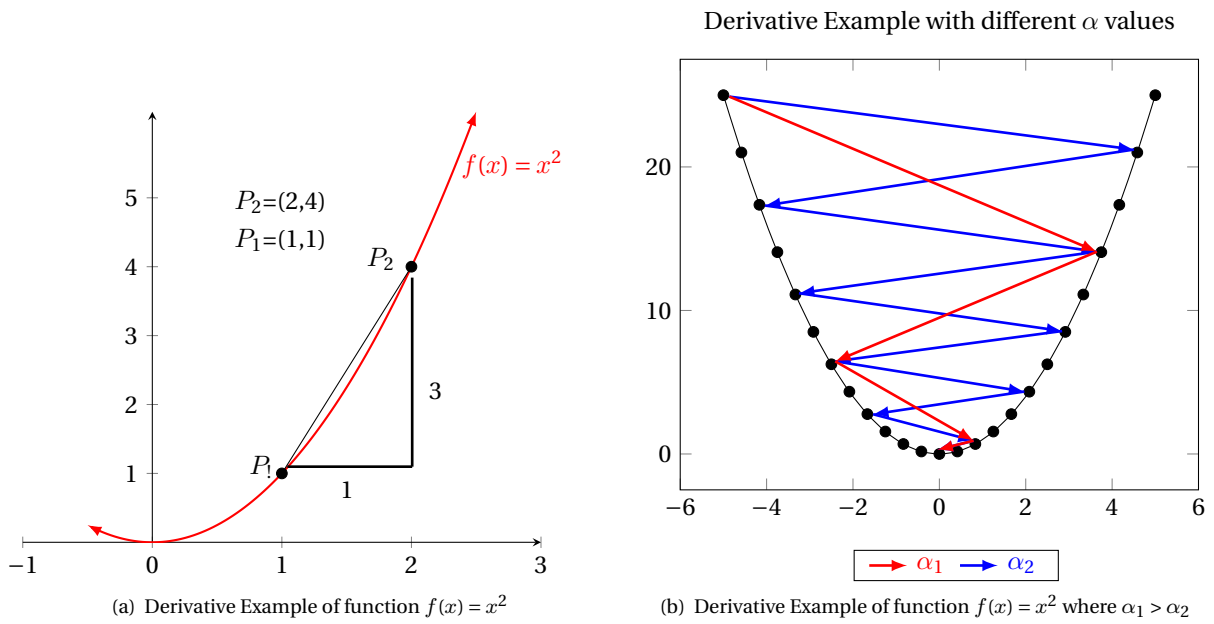 Derivative Example with different α values
f(x) = x²
P₂=(2,4)
P₁=(1,1)
P₂
P!
3
1
−1 0 1 2 3
1
2
3
4
5
−6 −4 −2 0 2 4 6
0
10
20
α₁ α₂
(a) Derivative Example of function f(x) = x²
(b) Derivative Example of function f(x) = x² where α₁ > α₂